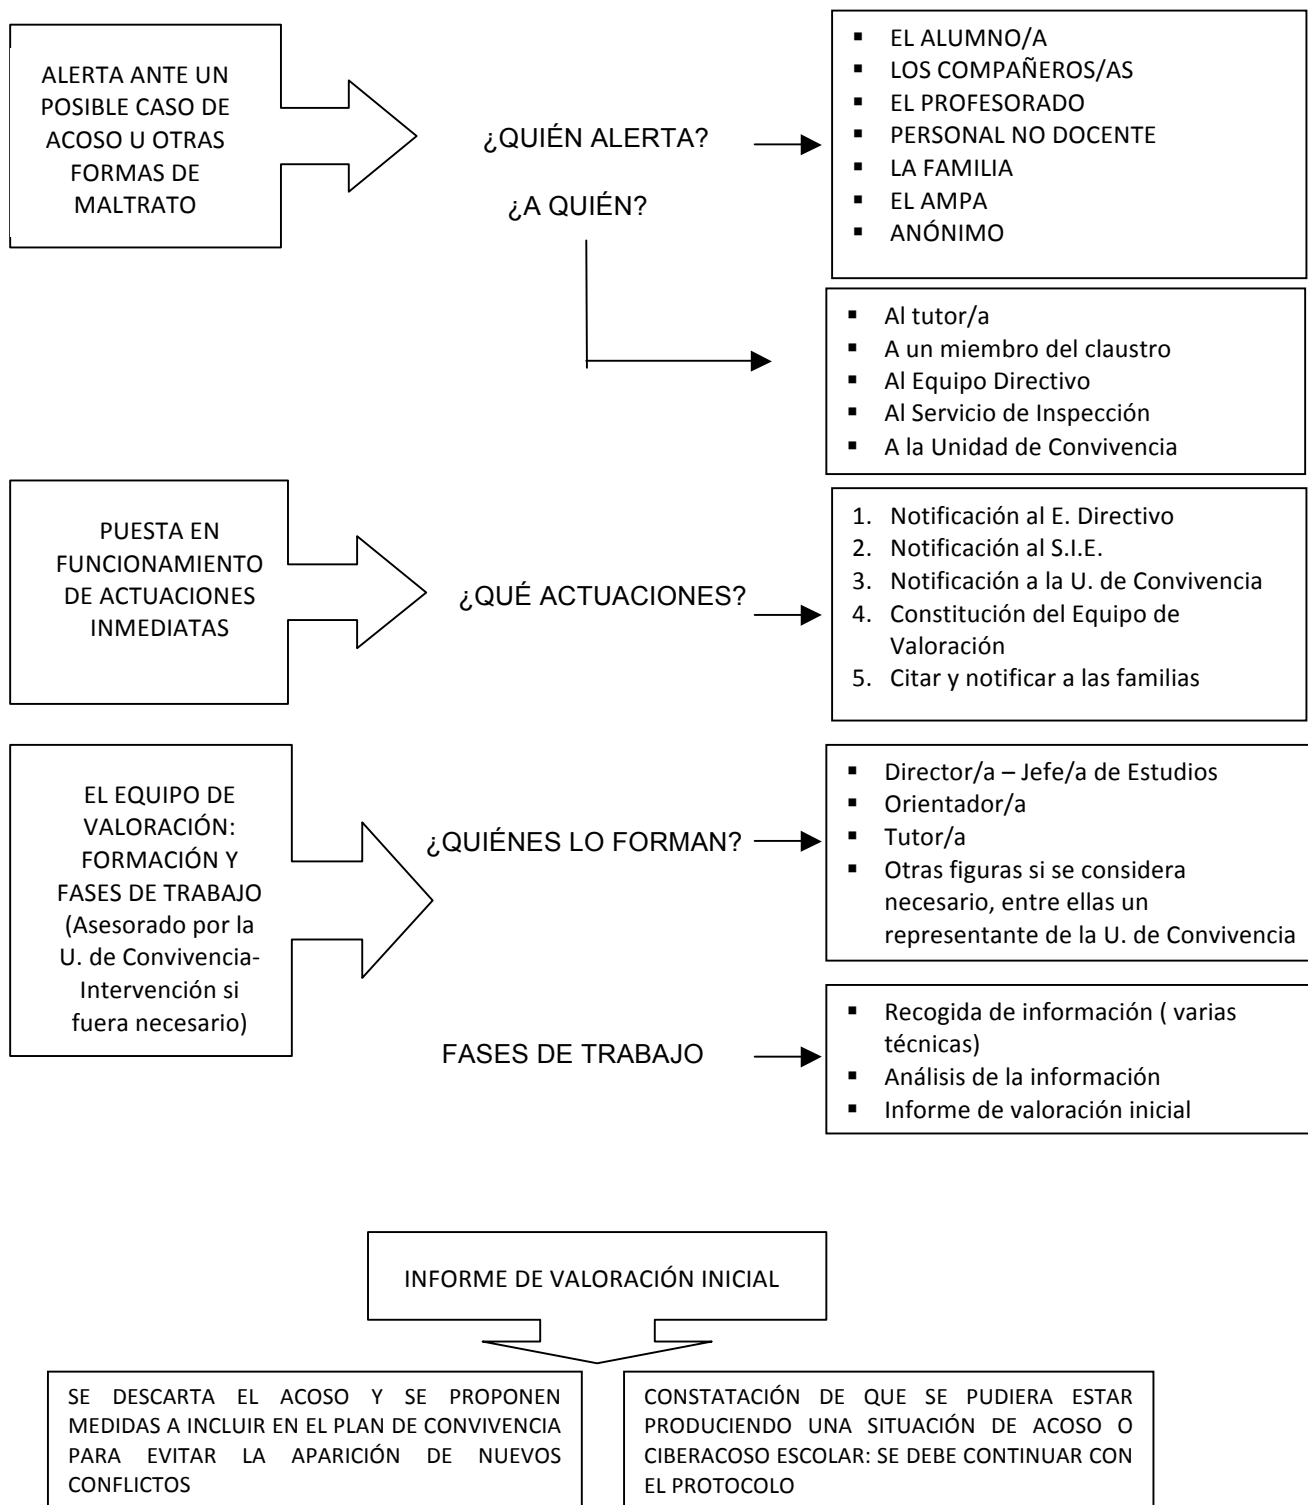 ALERTA ANTE UN
POSIBLE CASO DE
ACOSO U OTRAS
FORMAS DE
MALTRATO
¿QUIÉN ALERTA?
¿A QUIÉN?
▪ EL ALUMNO/A
▪ LOS COMPAÑEROS/AS
▪ EL PROFESORADO
▪ PERSONAL NO DOCENTE
▪ LA FAMILIA
▪ EL AMPA
▪ ANÓNIMO
▪ Al tutor/a
▪ A un miembro del claustro
▪ Al Equipo Directivo
▪ Al Servicio de Inspección
▪ A la Unidad de Convivencia
PUESTA EN
FUNCIONAMIENTO
DE ACTUACIONES
INMEDIATAS
¿QUÉ ACTUACIONES?
1. Notificación al E. Directivo
2. Notificación al S.I.E.
3. Notificación a la U. de Convivencia
4. Constitución del Equipo de
Valoración
5. Citar y notificar a las familias
EL EQUIPO DE
VALORACIÓN:
FORMACIÓN Y
FASES DE TRABAJO
(Asesorado por la
U. de Convivencia-
Intervención si
fuera necesario)
¿QUIÉNES LO FORMAN?
▪ Director/a – Jefe/a de Estudios
▪ Orientador/a
▪ Tutor/a
▪ Otras figuras si se considera
necesario, entre ellas un
representante de la U. de Convivencia
FASES DE TRABAJO
▪ Recogida de información ( varias
técnicas)
▪ Análisis de la información
▪ Informe de valoración inicial
INFORME DE VALORACIÓN INICIAL
SE DESCARTA EL ACOSO Y SE PROPONEN
MEDIDAS A INCLUIR EN EL PLAN DE CONVIVENCIA
PARA EVITAR LA APARICIÓN DE NUEVOS
CONFLICTOS
CONSTATACIÓN DE QUE SE PUDIERA ESTAR
PRODUCIENDO UNA SITUACIÓN DE ACOSO O
CIBERACOSO ESCOLAR: SE DEBE CONTINUAR CON
EL PROTOCOLO